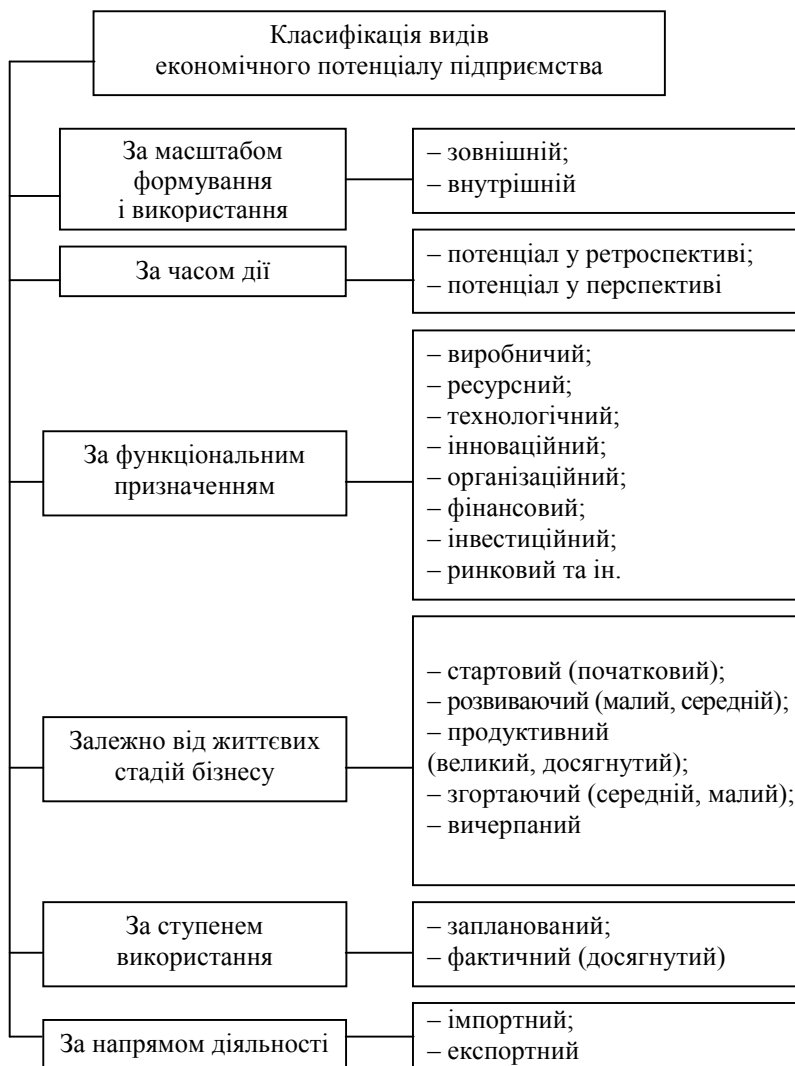 Класифікація видів
економічного потенціалу підприємства
За масштабом
формування
і використання
– зовнішній;
– внутрішній
За часом дії
– потенціал у ретроспективі;
– потенціал у перспективі
За функціональним
призначенням
– виробничий;
– ресурсний;
– технологічний;
– інноваційний;
– організаційний;
– фінансовий;
– інвестиційний;
– ринковий та ін.
Залежно від життєвих
стадій бізнесу
– стартовий (початковий);
– розвиваючий (малий, середній);
– продуктивний
(великий, досягнутий);
– згортаючий (середній, малий);
– вичерпаний
За ступенем
використання
– запланований;
– фактичний (досягнутий)
За напрямом діяльності
– імпортний;
– експортний